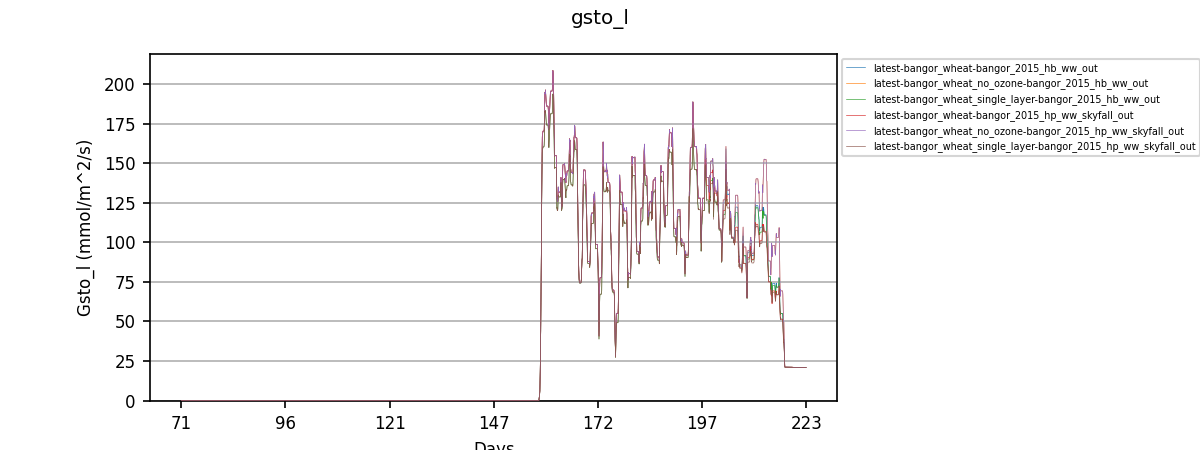 gsto_l
200
175
150
125
100
75
50
25
0
Gsto_l (mmol/m^2/s)
71 96 121 147 172 197 223
Days
latest-bangor_wheat-bangor_2015_hb_ww_out
latest-bangor_wheat_no_ozone-bangor_2015_hb_ww_out
latest-bangor_wheat_single_layer-bangor_2015_hb_ww_out
latest-bangor_wheat-bangor_2015_hp_ww_skyfall_out
latest-bangor_wheat_no_ozone-bangor_2015_hp_ww_skyfall_out
latest-bangor_wheat_single_layer-bangor_2015_hp_ww_skyfall_out